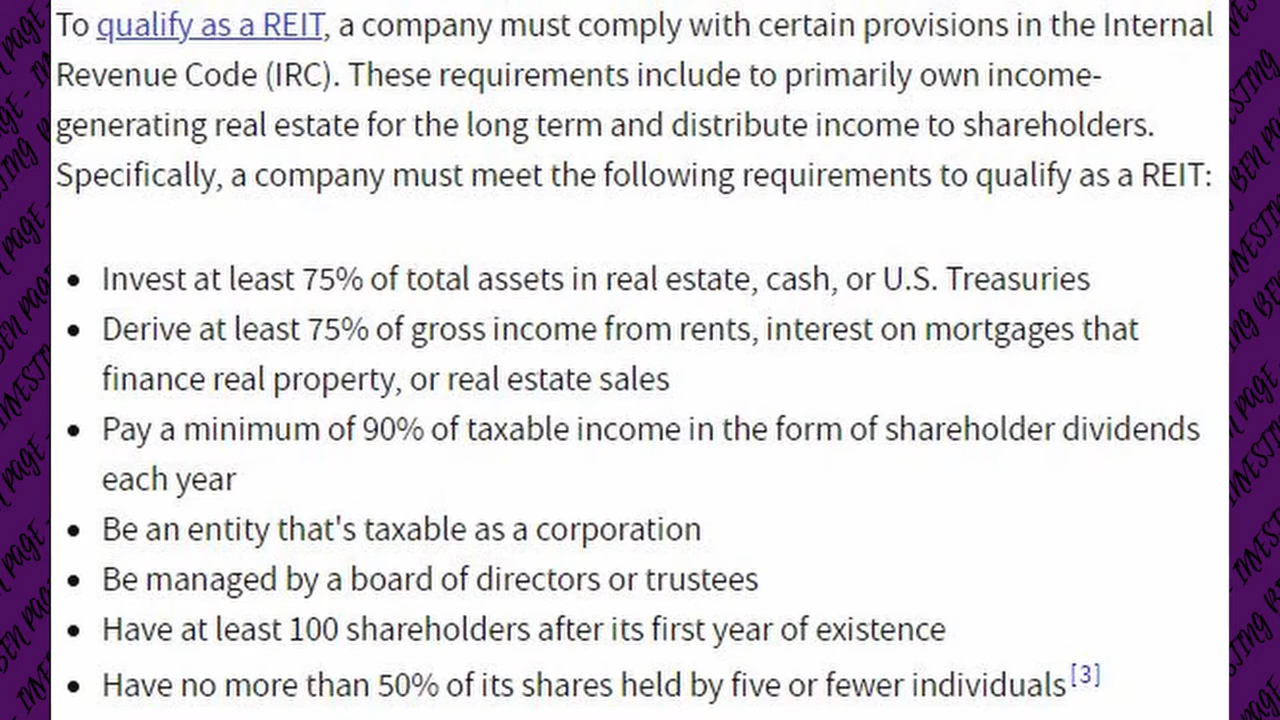 To qualify as a REIT, a company must comply with certain provisions in the Internal
Revenue Code (IRC). These requirements include to primarily own income-
generating real estate for the long term and distribute income to shareholders.
Specifically, a company must meet the following requirements to qualify as a REIT:
• Invest at least 75% of total assets in real estate, cash, or U.S. Treasuries
• Derive at least 75% of gross income from rents, interest on mortgages that
finance real property, or real estate sales
• Pay a minimum of 90% of taxable income in the form of shareholder dividends
each year
• Be an entity that's taxable as a corporation
• Be managed by a board of directors or trustees
• Have at least 100 shareholders after its first year of existence
• Have no more than 50% of its shares held by five or fewer individuals [3]